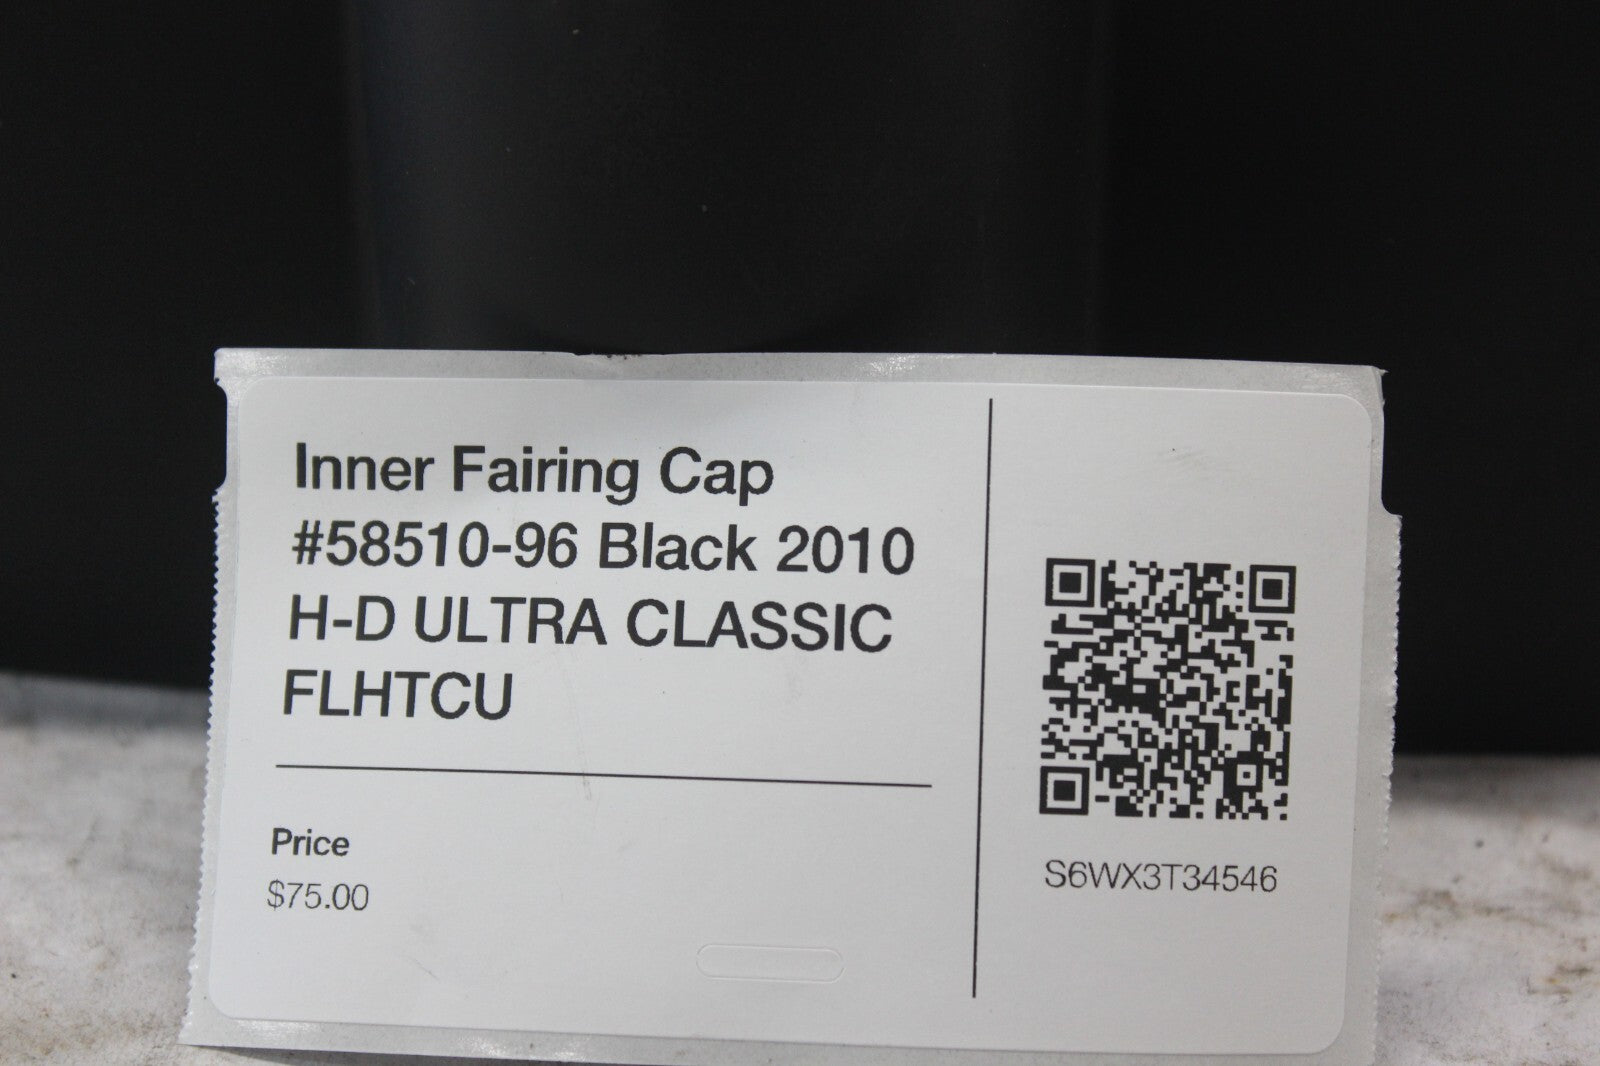 Inner Fairing Cap
#58510-96 Black 2010
H-D ULTRA CLASSIC
FLHTCU
Price
$75.00
S6WX3T34546